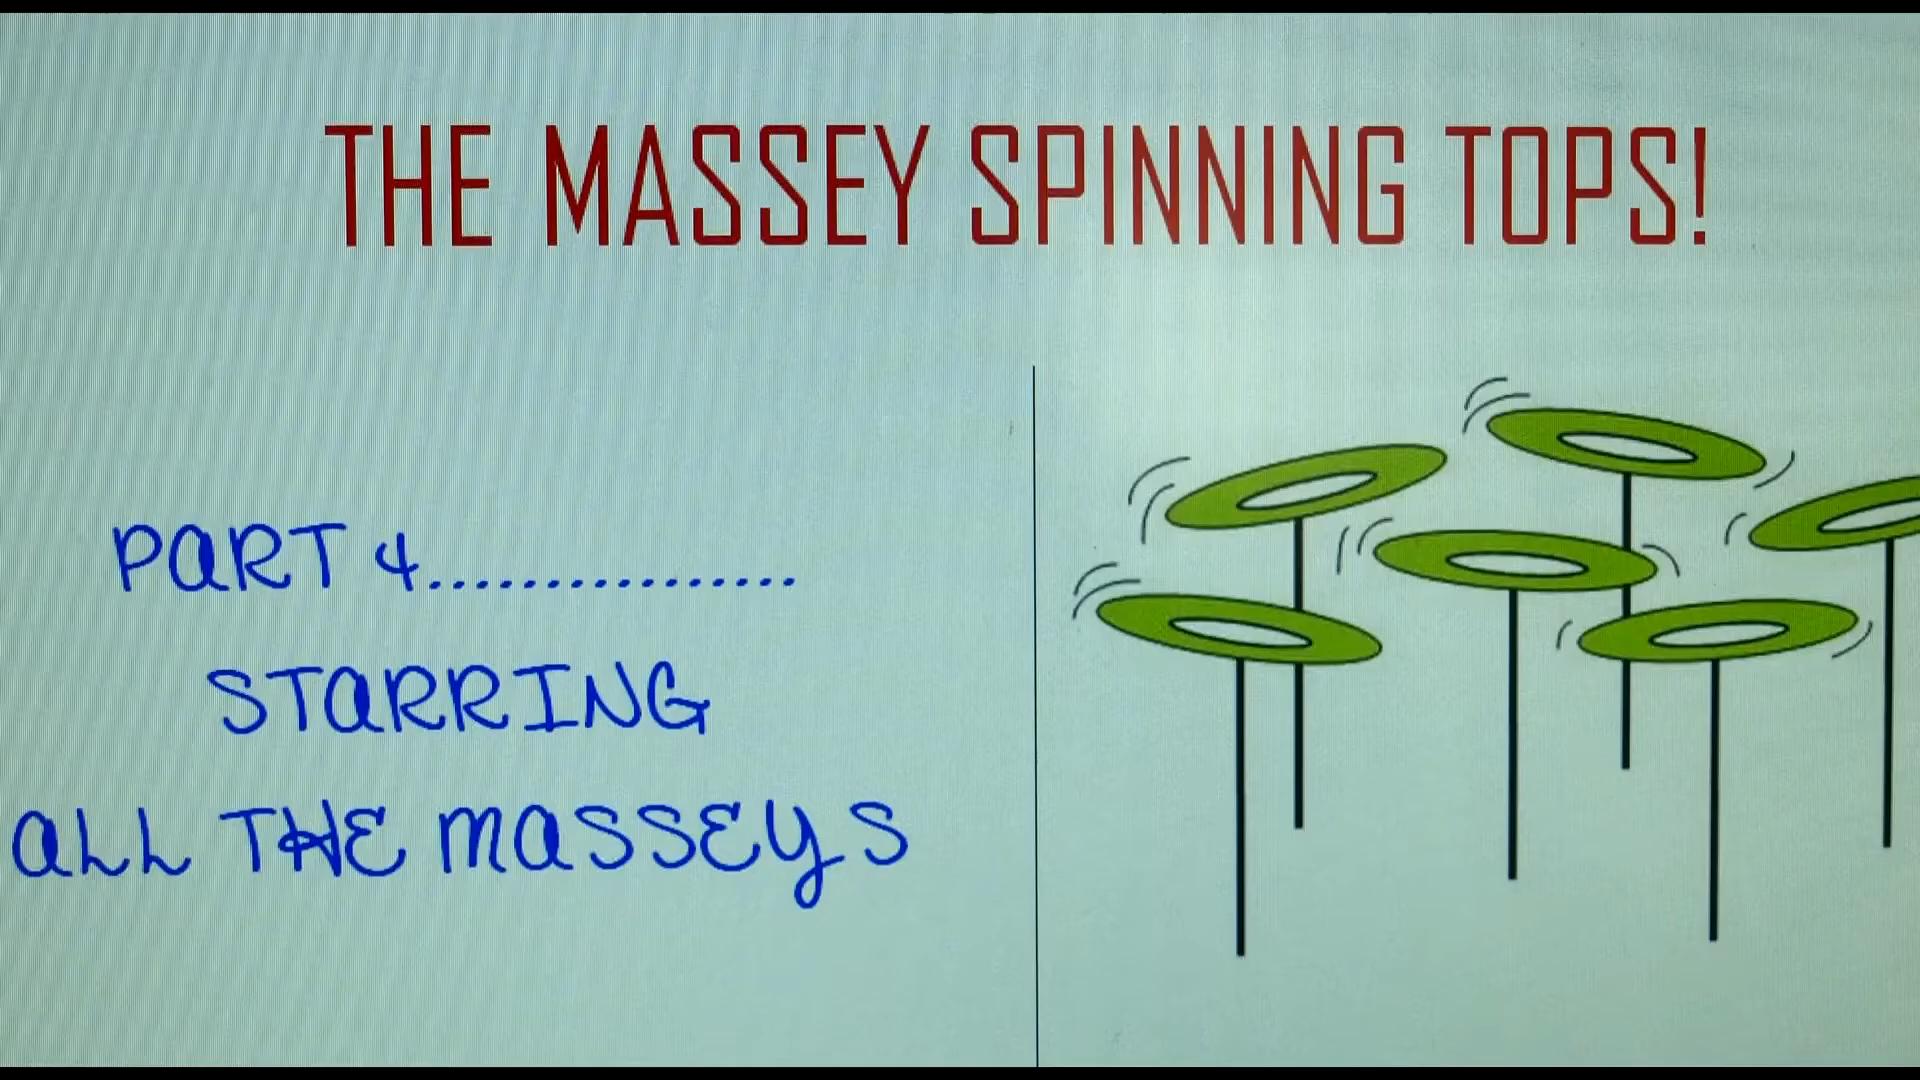 THE MASSEY SPINNING TOPS!
PART 4................
STARRING
ALL THE MASSEYS